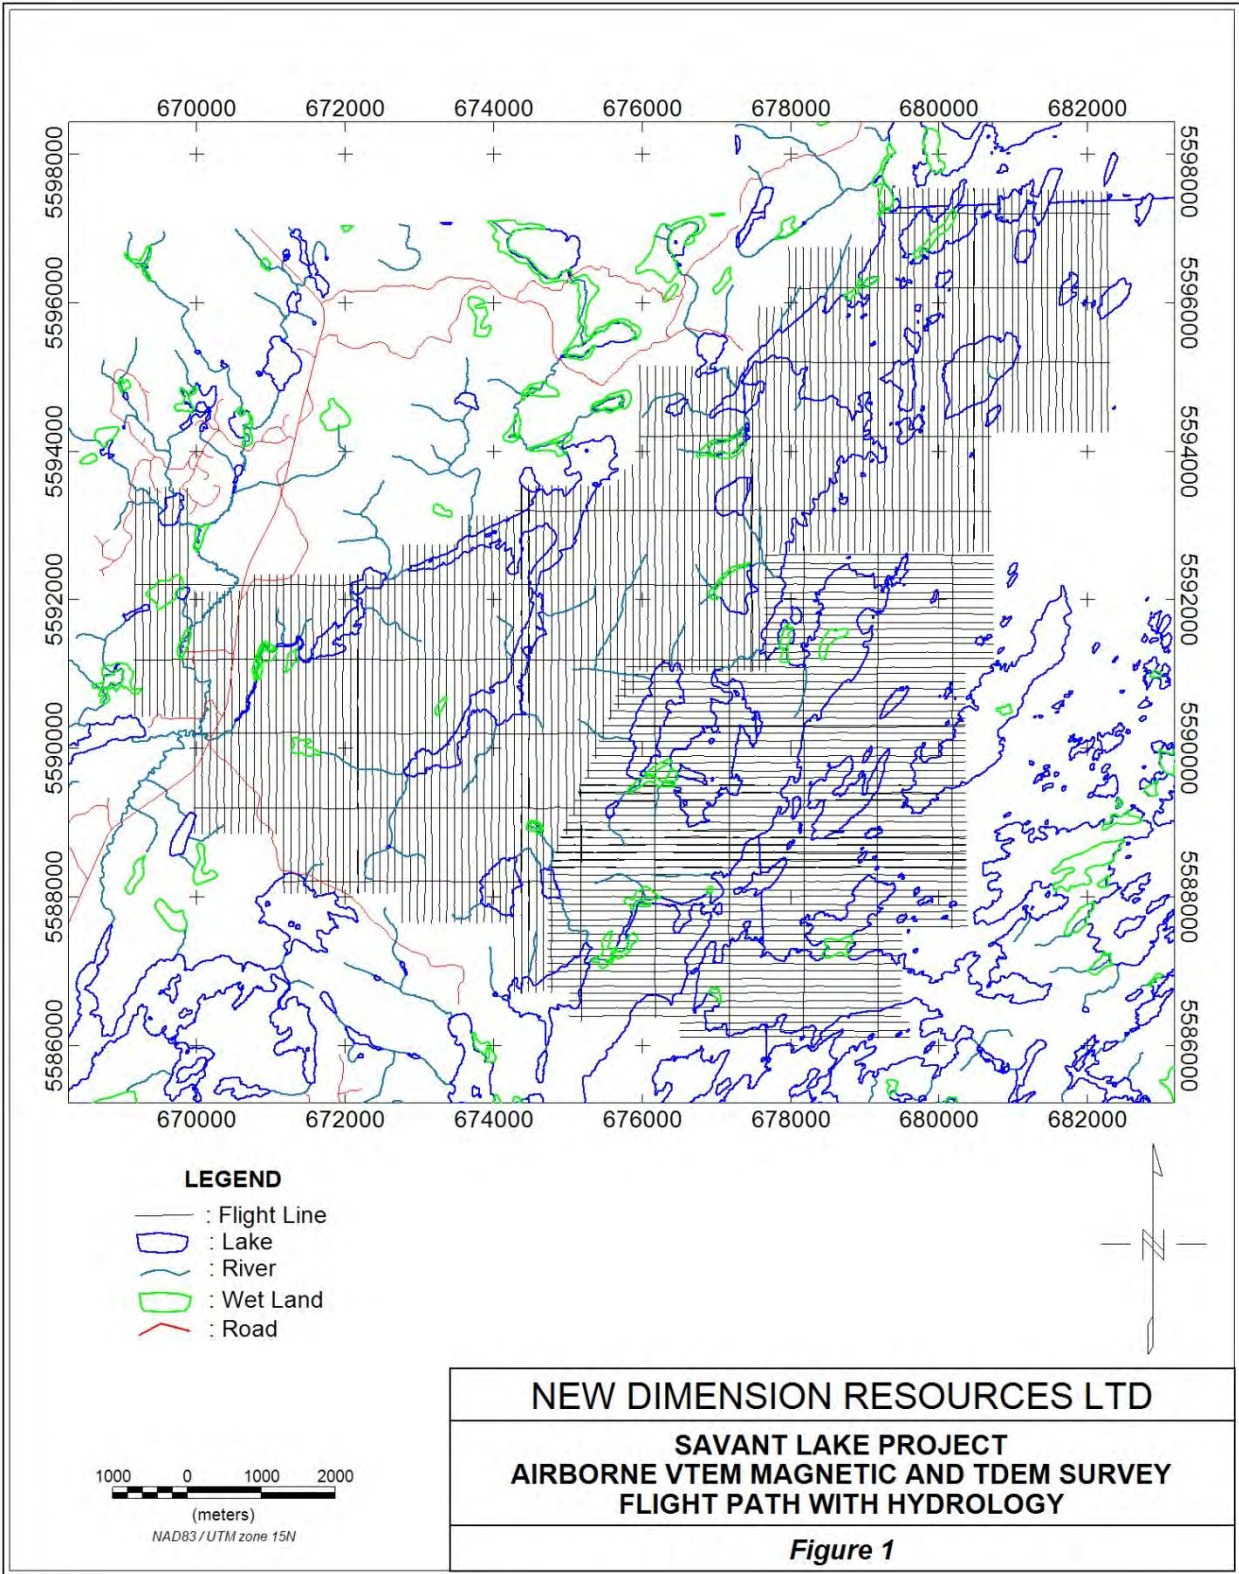 670000 672000 674000 676000 678000 680000 682000
5598000 5598000
5596000 5596000
5594000 5594000
5592000 5592000
5590000 5590000
5588000 5588000
5586000 5586000
670000 672000 674000 676000 678000 680000 682000
LEGEND
: Flight Line
: Lake
: River
: Wet Land
: Road
N
1000 0 1000 2000
(meters)
NAD83 / UTM zone 15N
NEW DIMENSION RESOURCES LTD
SAVANT LAKE PROJECT
AIRBORNE VTEM MAGNETIC AND TDEM SURVEY
FLIGHT PATH WITH HYDROLOGY
Figure 1